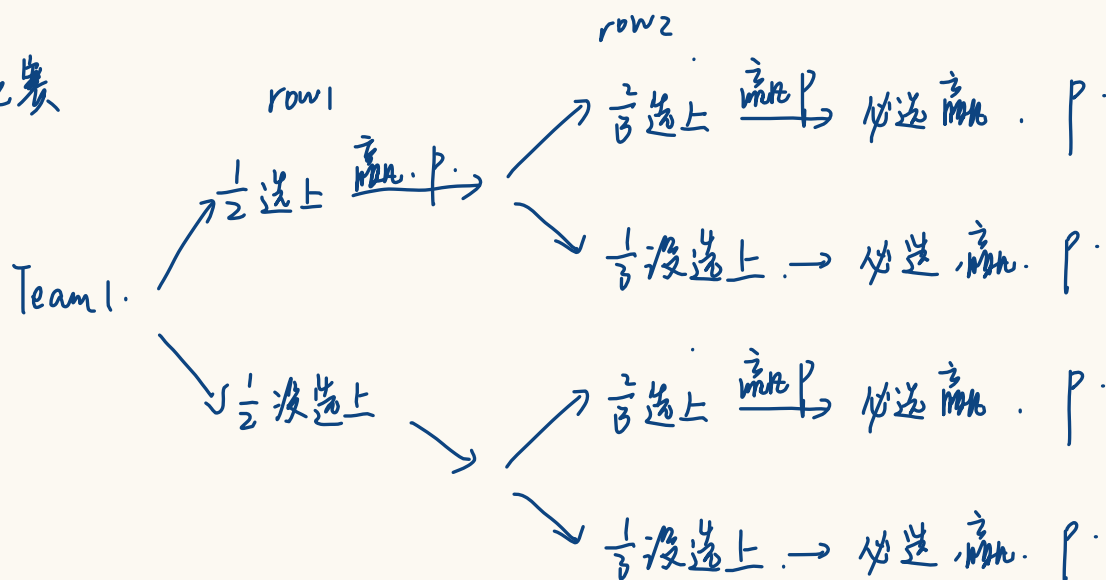 row2
赛
row1
2/3 选上 赢 P 必选 赢 . P.
1/2 选上 赢 . P.
1/3 没选上 . → 必选 赢 . P.
Team 1.
2/3 选上 赢 P 必选 赢 . P.
1/2 没选上
1/3 没选上 . → 必选 赢 . P.